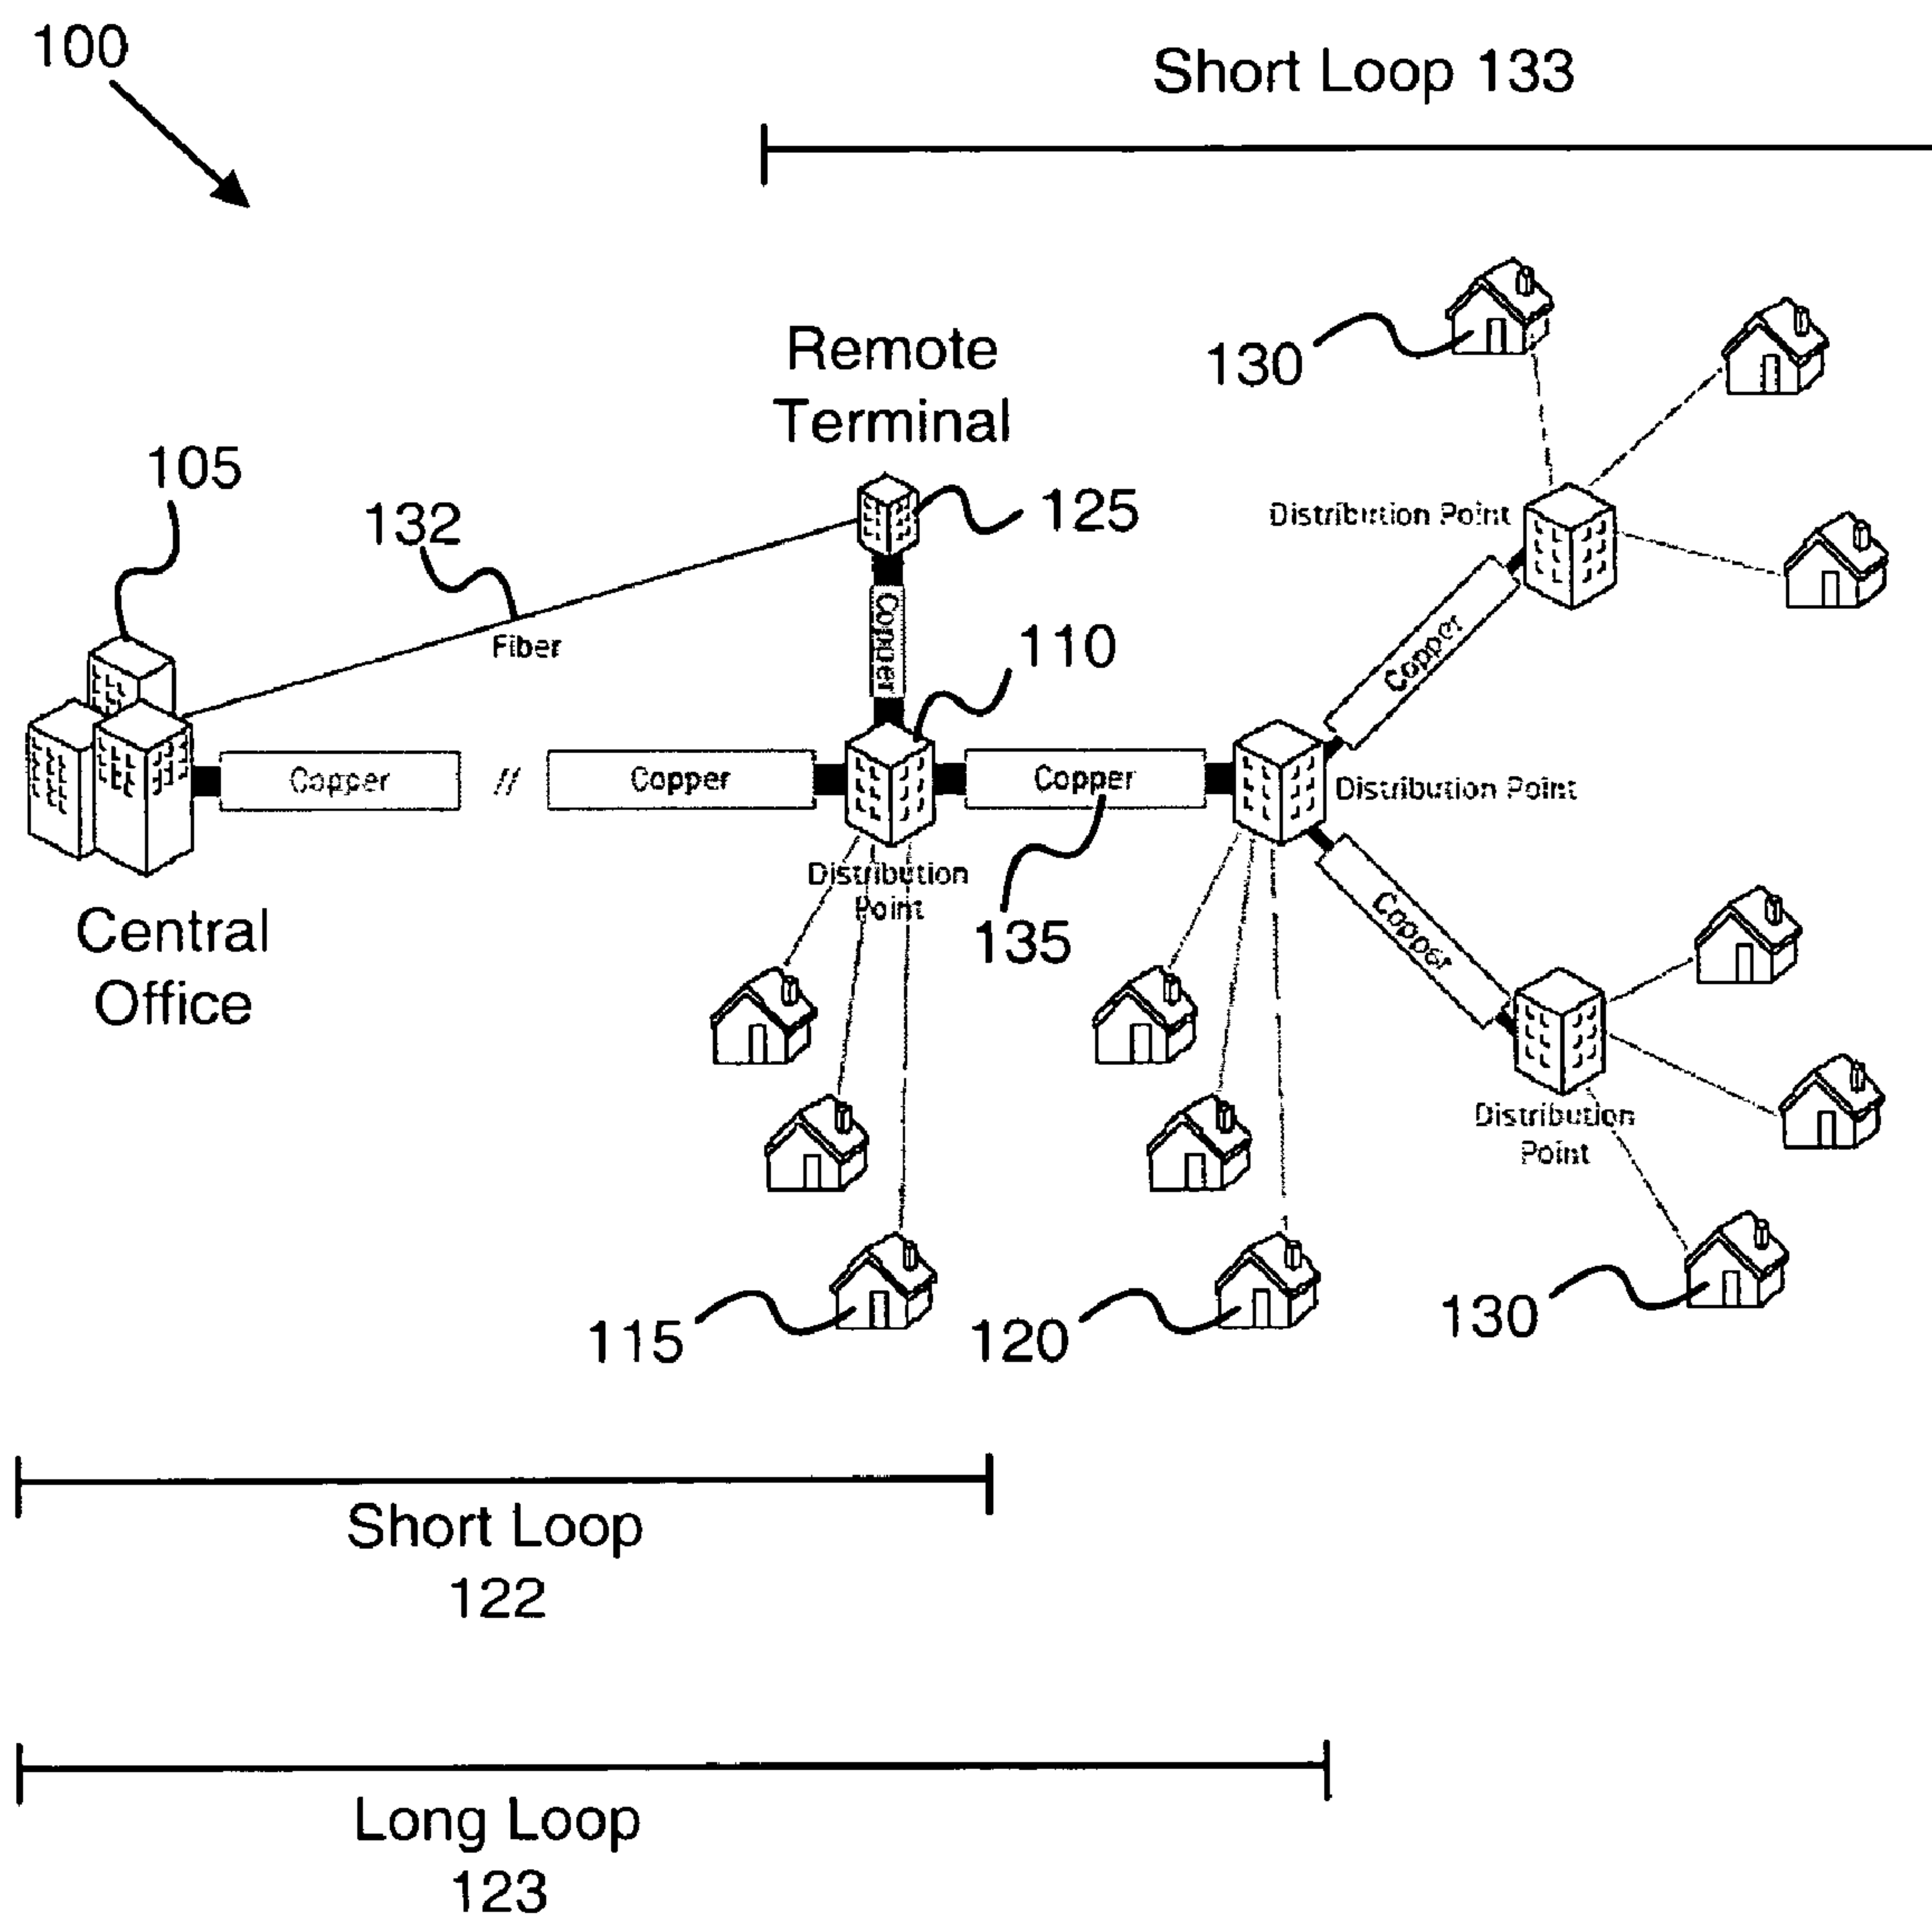 100
Short Loop 133
Remote
Terminal
130
105
132
125
Distribution Point
Fiber
Copper
110
Copper
Copper
Copper
Copper
Distribution Point
Distribution
Point
135
Copper
Central
Office
Distribution
Point
115
120
130
Short Loop
122
Long Loop
123